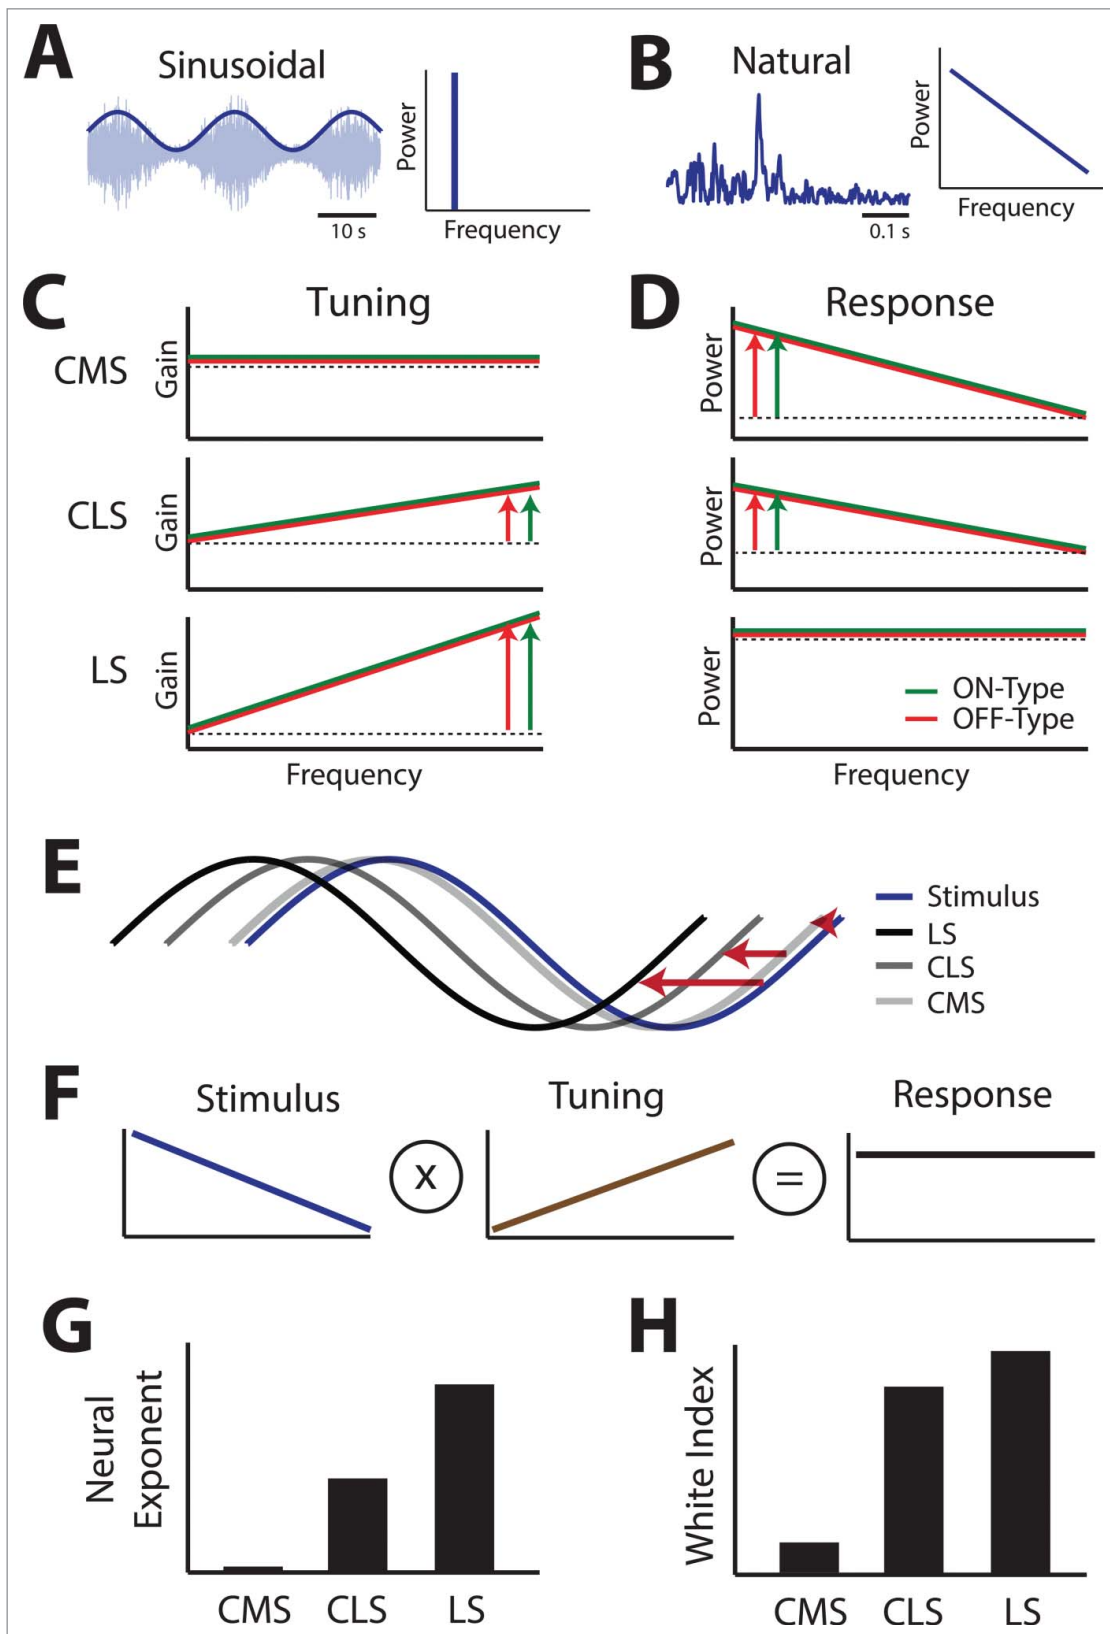 A
Sinusoidal
Power
Frequency
10 s
B
Natural
Power
Frequency
0.1 s
C
Tuning
CMS
Gain
CLS
Gain
LS
Gain
Frequency
D
Response
Power
Power
Power
ON-Type
OFF-Type
Frequency
E
Stimulus
LS
CLS
CMS
F
Stimulus
x
Tuning
=
Response
G
Neural
Exponent
CMS CLS LS
H
White Index
CMS CLS LS